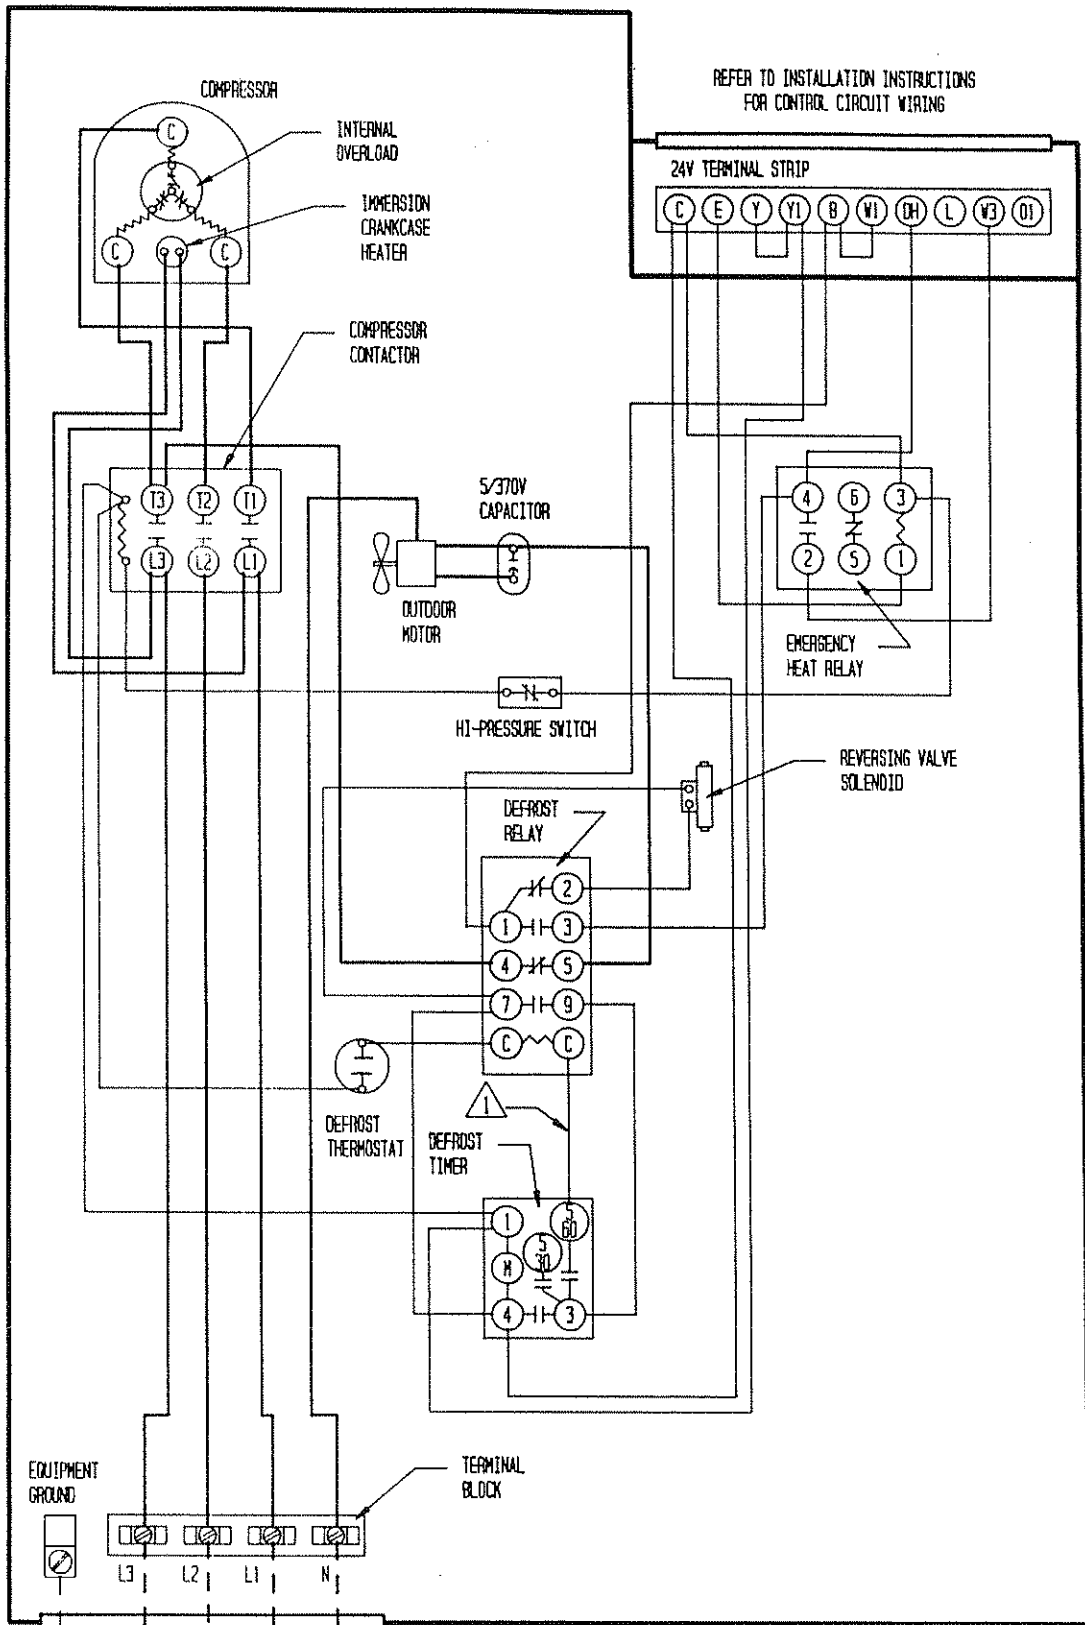 COMPRESSOR
C
INTERNAL
OVERLOAD
IMMERSION
CRANKCASE
HEATER
C
C
REFER TO INSTALLATION INSTRUCTIONS
FOR CONTROL CIRCUIT WIRING
24V TERMINAL STRIP
C E Y Y1 B W1 DH L W3 O1
COMPRESSOR
CONTACTOR
T3 T2 T1
L3 L2 L1
5/370V
CAPACITOR
OUTDOOR
MOTOR
4 6 3
2 5 1
EMERGENCY
HEAT RELAY
HI-PRESSURE SWITCH
REVERSING VALVE
SOLENOID
DEFROST
RELAY
2
1 3
4 5
7 9
C C
DEFROST
THERMOSTAT
1
DEFROST
TIMER
1
5
60
5
30
M
4 3
EQUIPMENT
GROUND
TERMINAL
BLOCK
L3 L2 L1 N